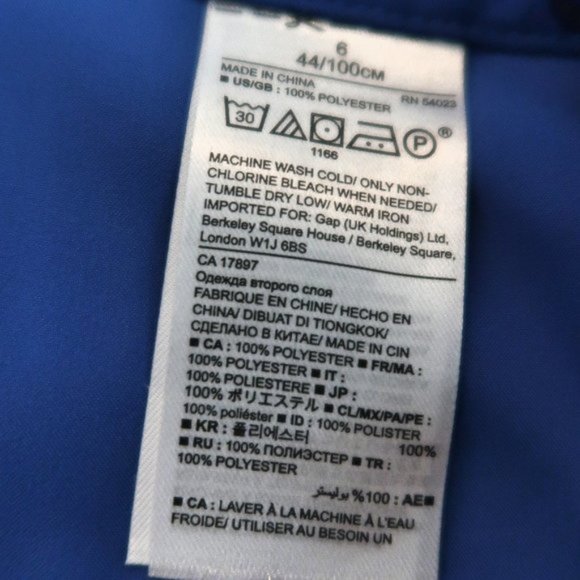 6
44/100CM
MADE IN CHINA RN 54023
■ US/GB : 100% POLYESTER
30 P ®
1166
MACHINE WASH COLD/ ONLY NON-
CHLORINE BLEACH WHEN NEEDED/
TUMBLE DRY LOW/ WARM IRON
IMPORTED FOR: Gap (UK Holdings) Ltd,
Berkeley Square House / Berkeley Square,
London W1J 6BS
CA 17897
Одежда второго слоя
FABRIQUE EN CHINE/ HECHO EN
CHINA/ DIBUAT DI TIONGKOK/
СДЕЛАНО В КИТАЕ/ MADE IN CIN
■ CA : 100% POLYESTER ■ FR/MA :
100% POLYESTER ■ IT :
100% POLIESTERE ■ JP :
100% ポリエステル ■ CL/MX/PA/PE :
100% poliéster ■ ID : 100% POLISTER
■ KR : 폴리에스터 100%
■ RU : 100% ПОЛИЭСТЕР ■ TR :
100% POLYESTER
■AE : 100% بوليستر
■ CA : LAVER À LA MACHINE À L'EAU
FROIDE/ UTILISER AU BESOIN UN